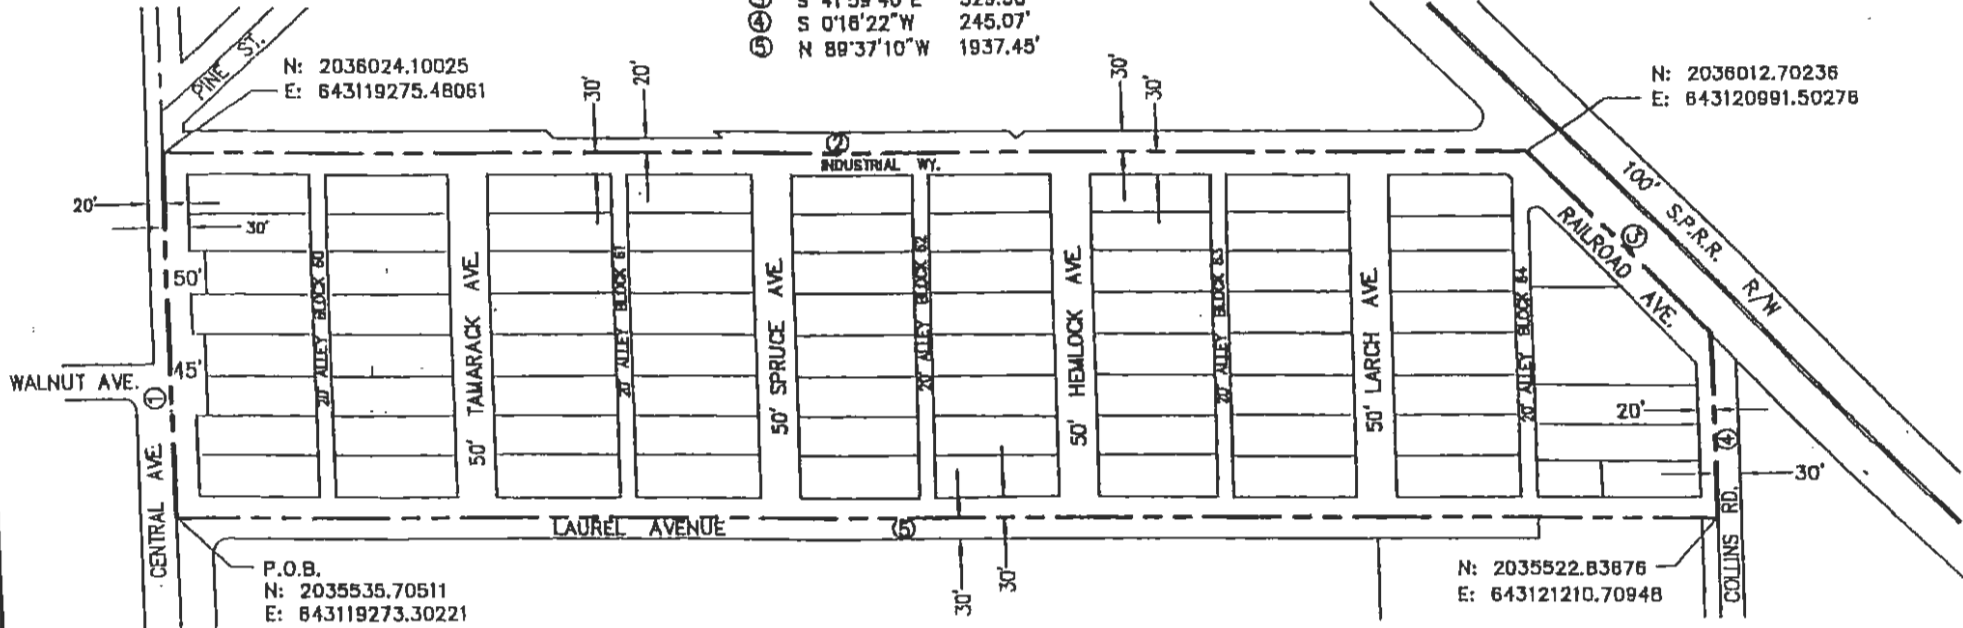 ④ S 0°16'22"W 245.07'
⑤ N 89°37'10"W 1937.45'
PINE ST.
N: 2036024.10025
E: 643119275.48061
30'
20'
30'
30'
N: 2036012.70236
E: 643120991.50276
②
INDUSTRIAL WY.
100' S.P.R.R. R/W
20'
30'
RAILROAD AVE.
③
50'
45'
WALNUT AVE.
①
20' ALLEY BLOCK 60
50' TAMARACK AVE.
20' ALLEY BLOCK 61
50' SPRUCE AVE.
20' ALLEY BLOCK 62
50' HEMLOCK AVE.
20' ALLEY BLOCK 63
50' LARCH AVE.
20' ALLEY BLOCK 64
20'
④
30'
CENTRAL AVE.
LAUREL AVENUE
⑤
COLLINS RD.
P.O.B.
N: 2035535.70511
E: 643119273.30221
30'
30'
N: 2035522.83676
E: 643121210.70948